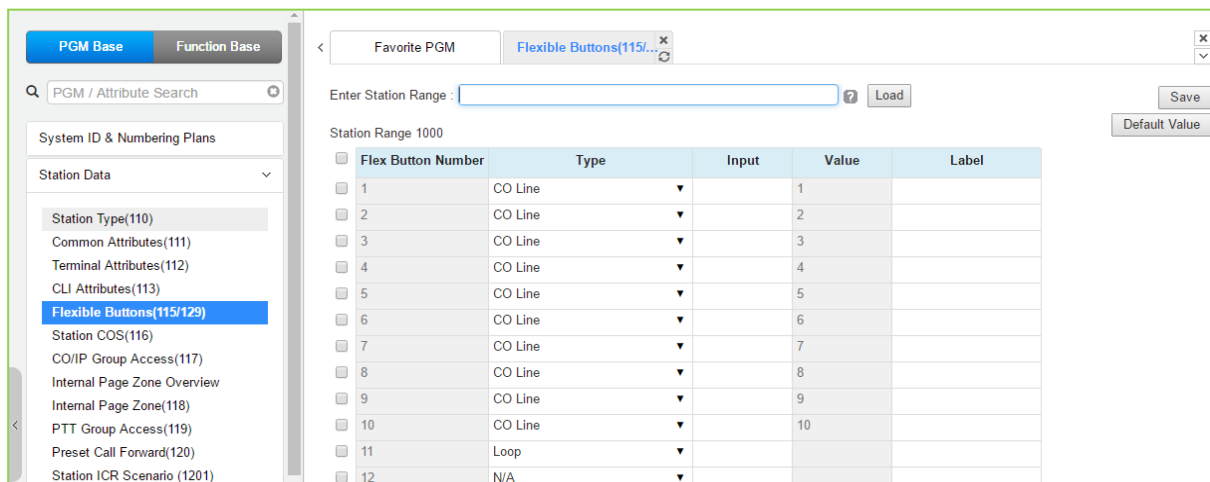 PGM Base Function Base
PGM / Attribute Search
System ID & Numbering Plans
Station Data
Station Type(110)
Common Attributes(111)
Terminal Attributes(112)
CLI Attributes(113)
Flexible Buttons(115/129)
Station COS(116)
CO/IP Group Access(117)
Internal Page Zone Overview
Internal Page Zone(118)
PTT Group Access(119)
Preset Call Forward(120)
Station ICR Scenario (1201)
Favorite PGM Flexible Buttons(115/...
Enter Station Range : ? Load Save
Default Value
Station Range 1000
Flex Button Number Type Input Value Label
1 CO Line 1
2 CO Line 2
3 CO Line 3
4 CO Line 4
5 CO Line 5
6 CO Line 6
7 CO Line 7
8 CO Line 8
9 CO Line 9
10 CO Line 10
11 Loop
12 N/A